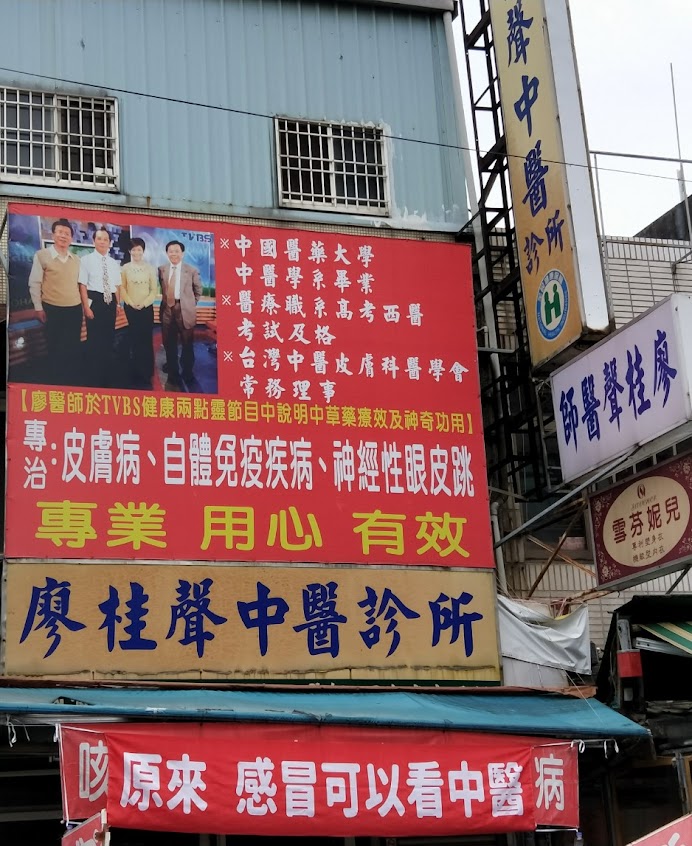 聲中醫診所
TVBS
※中國醫藥大學
中醫學系畢業
※醫療職系高考西醫
考試及格
※台灣中醫皮膚科醫學會
常務理事
【廖醫師於TVBS健康兩點靈節目中說明中草藥療效及神奇功用】
專治:皮膚病、自體免疫疾病、神經性眼皮跳
專業 用心 有效
廖桂聲中醫診所
師醫聲桂廖
雪芬妮兒
咳
原來 感冒可以看中醫
病